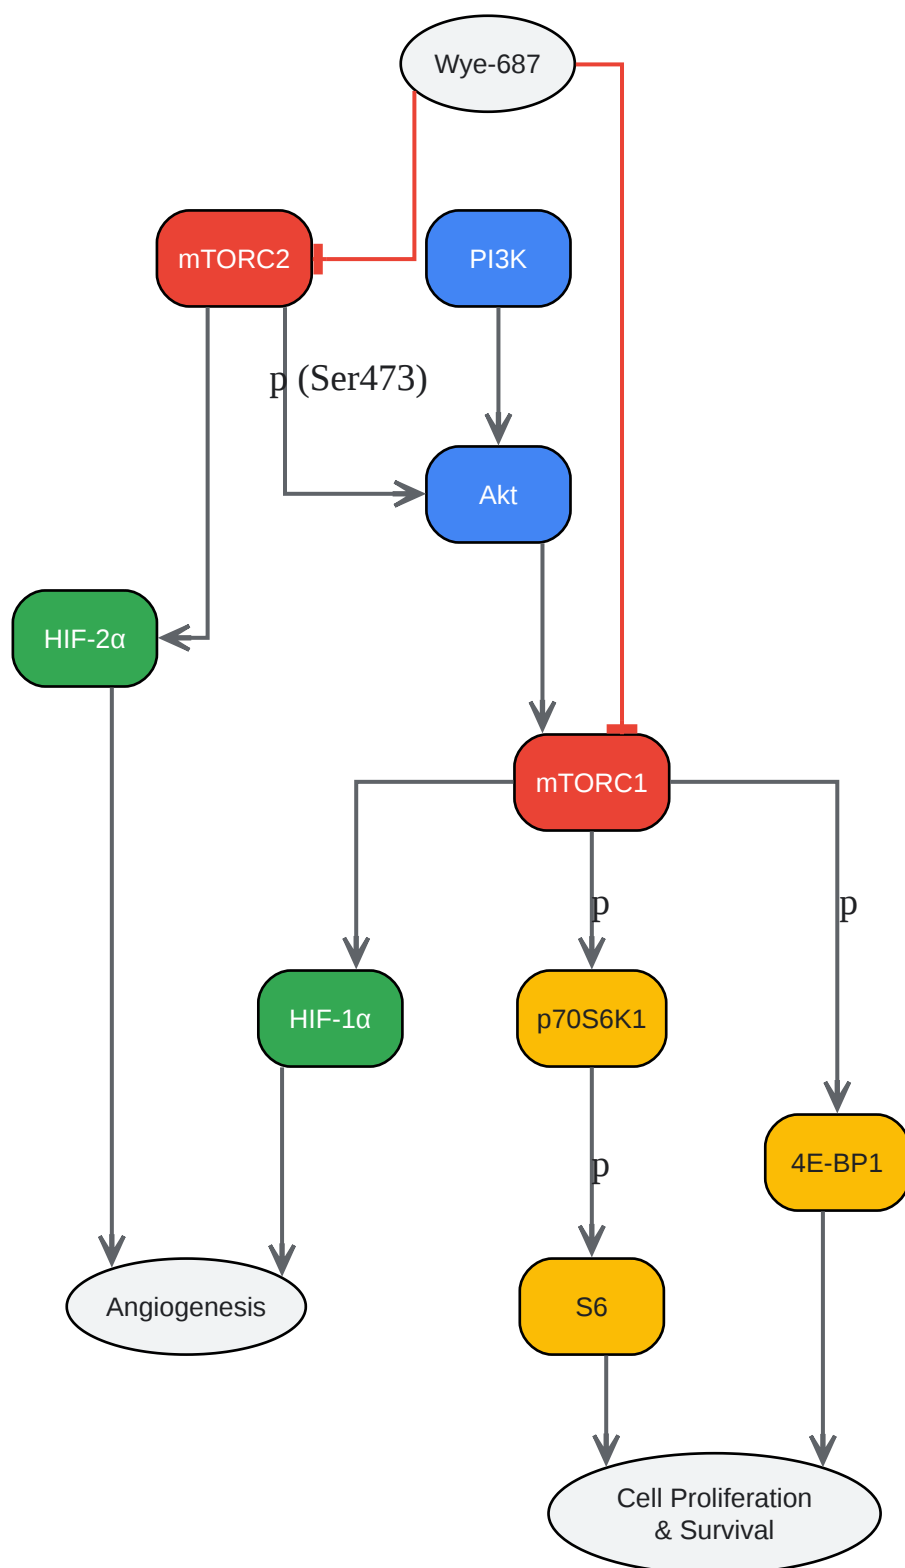 Wye-687
mTORC2
PI3K
p (Ser473)
Akt
HIF-2α
mTORC1
p
p
HIF-1α
p70S6K1
4E-BP1
p
Angiogenesis
S6
Cell Proliferation
& Survival